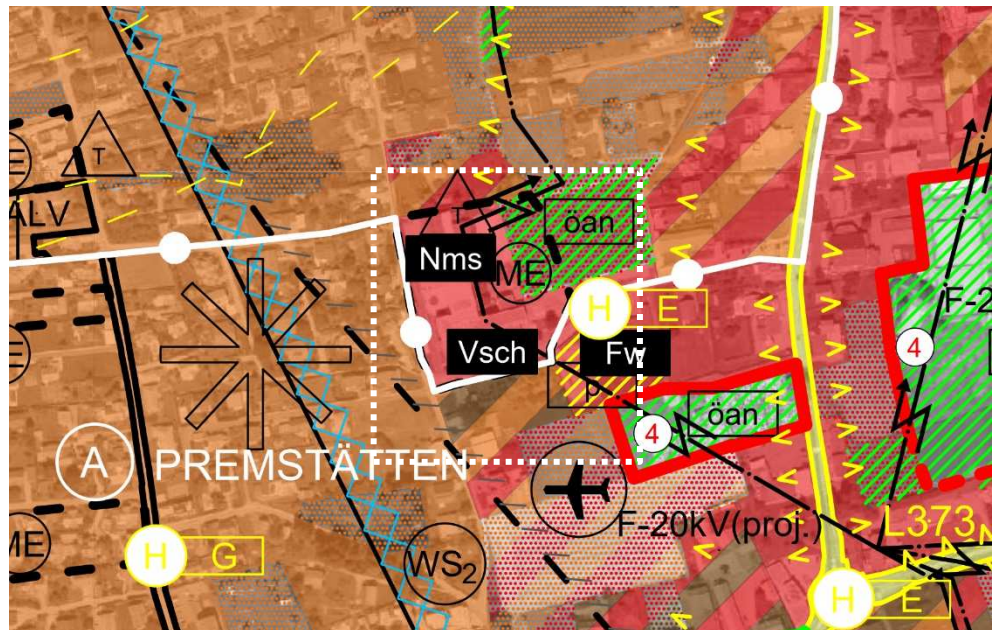 T
ALV
T
öan
Nms
ME
H E
F-2
Vsch
Fw
p
4
öan
4
A PREMSTÄTTEN
F-20kV(proj.)
L373
ME
H G
WS2
H E